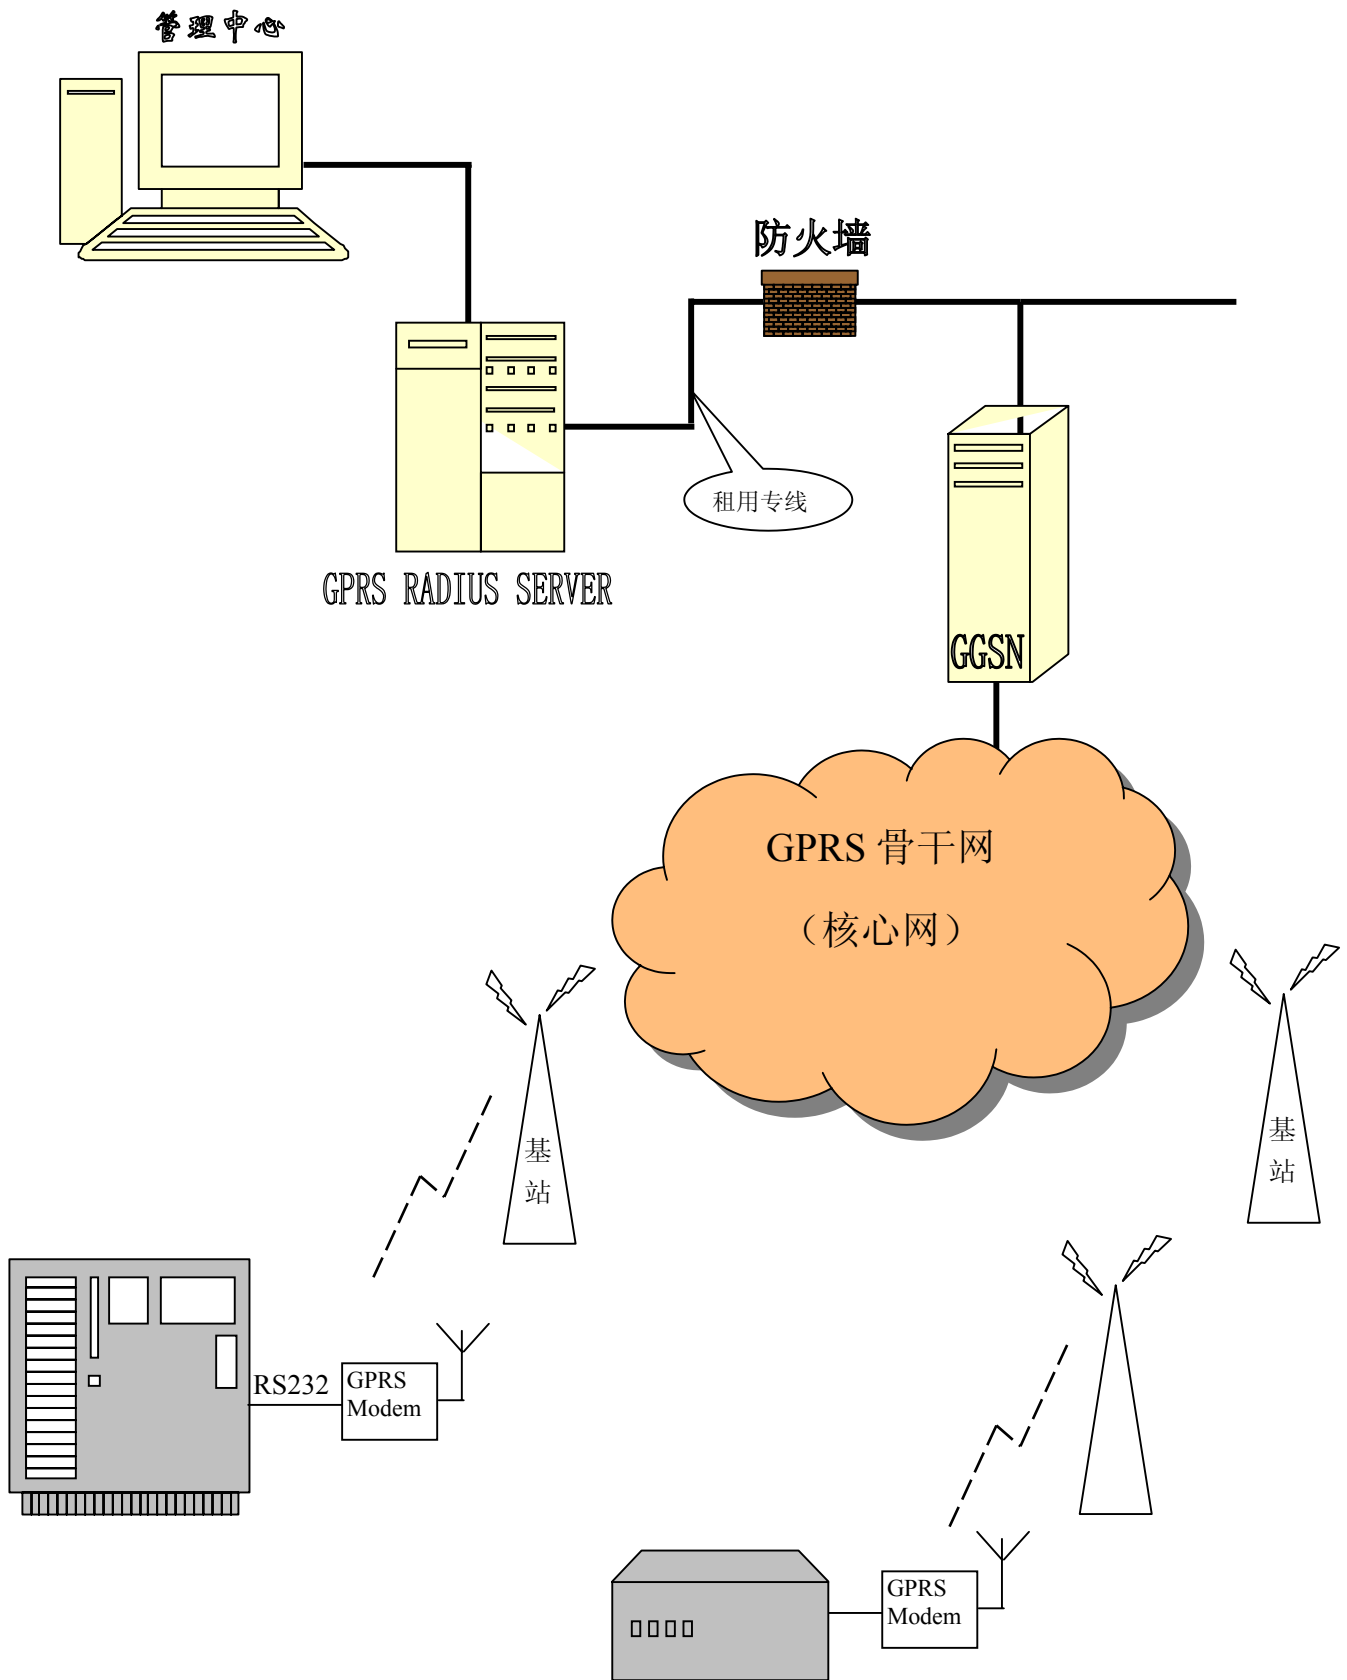 管理中心
防火墙
租用专线
GPRS RADIUS SERVER
GGSN
GPRS 骨干网
（核心网）
基
站
基
站
RS232
GPRS
Modem
GPRS
Modem